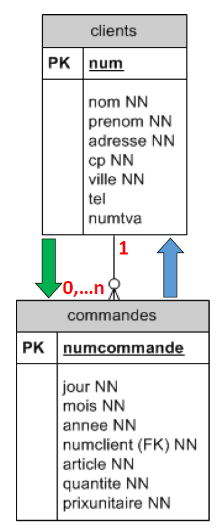 clients
PK num
nom NN
prenom NN
adresse NN
cp NN
ville NN
tel
numtva
1
0,...n
commandes
PK numcommande
jour NN
mois NN
annee NN
numclient (FK) NN
article NN
quantite NN
prixunitaire NN